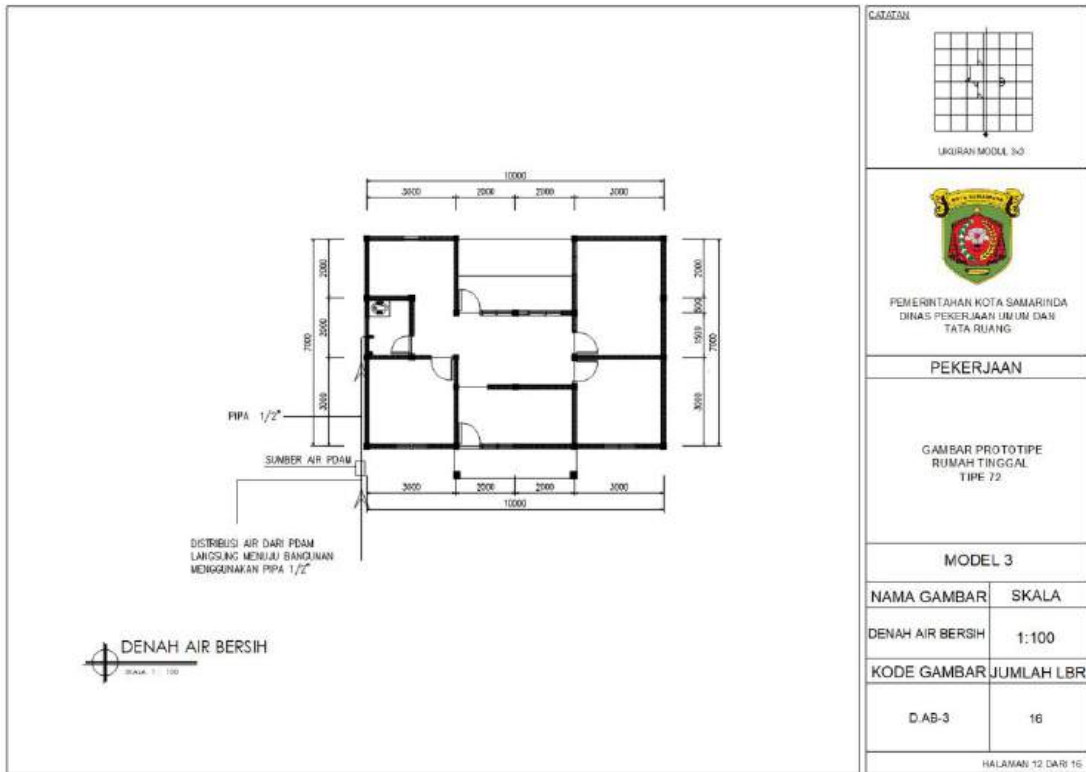 10000
3000 2000 2000 3000
7000
2000
2000
3000
2000
500
1500
3000
7000
PIPA 1/2"
SUMBER AIR PDAM
3000 2000 2000 3000
10000
DISTRIBUSI AIR DARI PDAM
LANGSUNG MENUJU BANGUNAN
MENGGUNAKAN PIPA 1/2"
DENAH AIR BERSIH
SKALA 1 : 100
CATATAN
UKURAN MODUL 3x3
KOTA SAMARINDA
PEMERINTAHAN KOTA SAMARINDA
DINAS PEKERJAAN UMUM DAN
TATA RUANG
PEKERJAAN
GAMBAR PROTOTIPE
RUMAH TINGGAL
TIPE 72
MODEL 3
NAMA GAMBAR SKALA
DENAH AIR BERSIH 1:100
KODE GAMBAR JUMLAH LBR
D.AB-3 16
HALAMAN 12 DARI 16